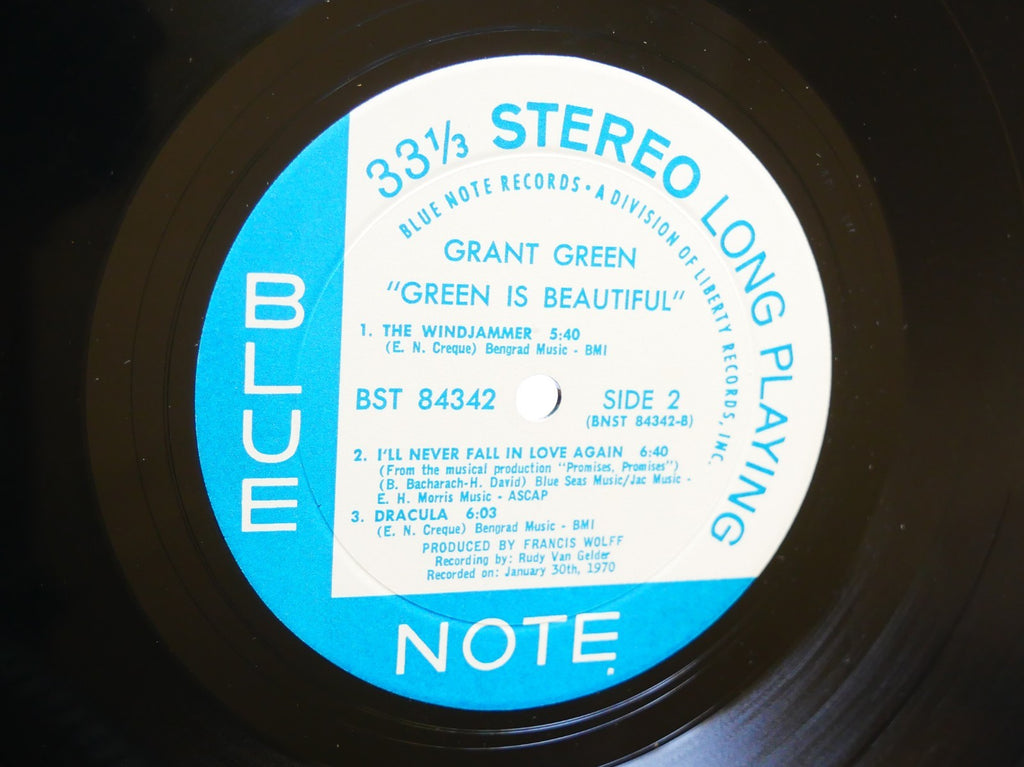 33⅓ STEREO LONG PLAYING
BLUE NOTE RECORDS • A DIVISION OF LIBERTY RECORDS, INC.
GRANT GREEN
"GREEN IS BEAUTIFUL"
1. THE WINDJAMMER 5:40
(E. N. Creque) Bengrad Music - BMI
BST 84342 SIDE 2
(BNST 84342-B)
2. I'LL NEVER FALL IN LOVE AGAIN 6:40
(From the musical production "Promises, Promises")
(B. Bacharach-H. David) Blue Seas Music/Jac Music -
E. H. Morris Music - ASCAP
3. DRACULA 6:03
(E. N. Creque) Bengrad Music - BMI
PRODUCED BY FRANCIS WOLFF
Recording by: Rudy Van Gelder
Recorded on: January 30th, 1970
BLUE
NOTE